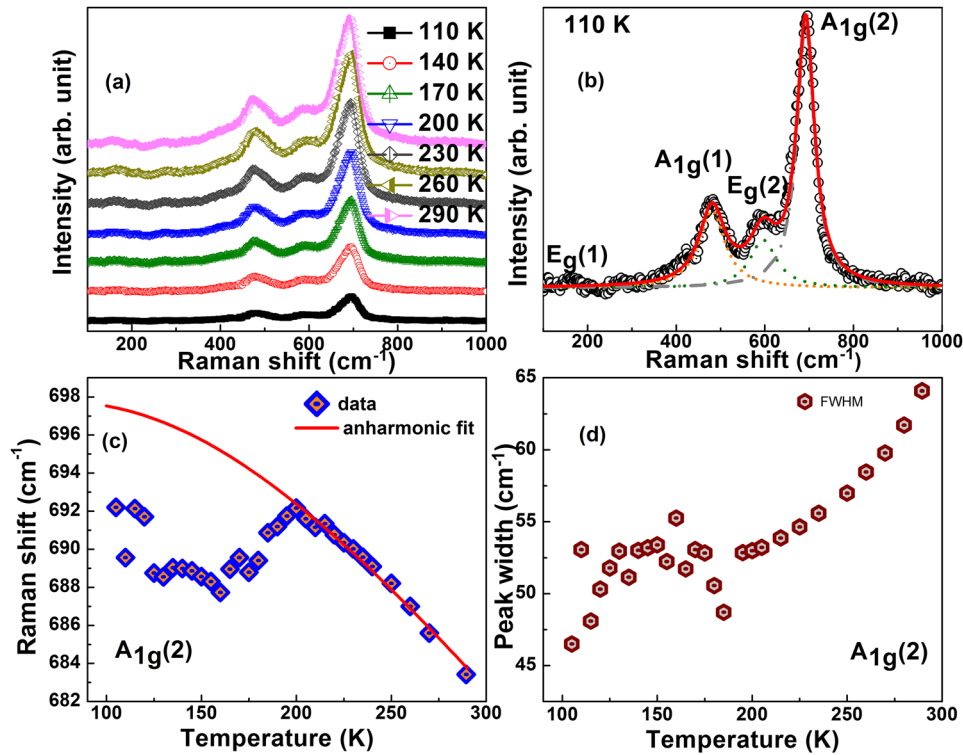 (a)
110 K
140 K
170 K
200 K
230 K
260 K
290 K
Intensity (arb. unit)
200 400 600 800 1000
Raman shift (cm-1)
110 K
(b)
A1g(2)
A1g(1)
Eg(2)
Eg(1)
Intensity (arb. unit)
200 400 600 800 1000
Raman shift (cm-1)
698
696
694
692
690
688
686
684
682
(c)
data
anharmonic fit
Raman shift (cm-1)
A1g(2)
100 150 200 250 300
Temperature (K)
65
60
55
50
45
(d)
FWHM
Peak width (cm-1)
A1g(2)
100 150 200 250 300
Temperature (K)